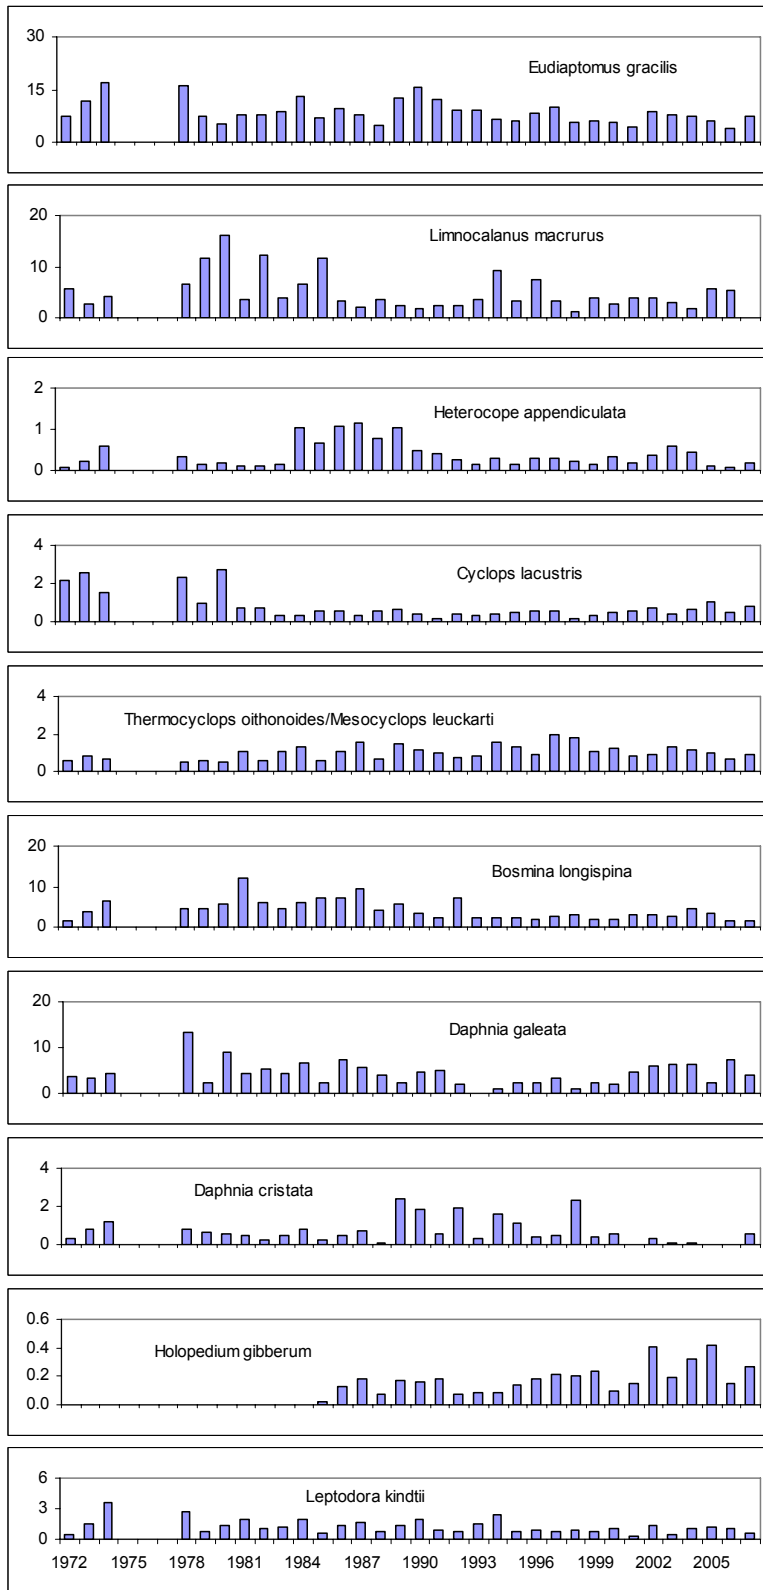 30
Eudiaptomus gracilis
15
0
20
Limnocalanus macrurus
10
0
2
Heterocope appendiculata
1
0
4
Cyclops lacustris
2
0
4
Thermocyclops oithonoides/Mesocyclops leuckarti
2
0
20
Bosmina longispina
10
0
20
Daphnia galeata
10
0
4
Daphnia cristata
2
0
0.6
0.4
Holopedium gibberum
0.2
0.0
6
Leptodora kindtii
3
0
1972 1975 1978 1981 1984 1987 1990 1993 1996 1999 2002 2005